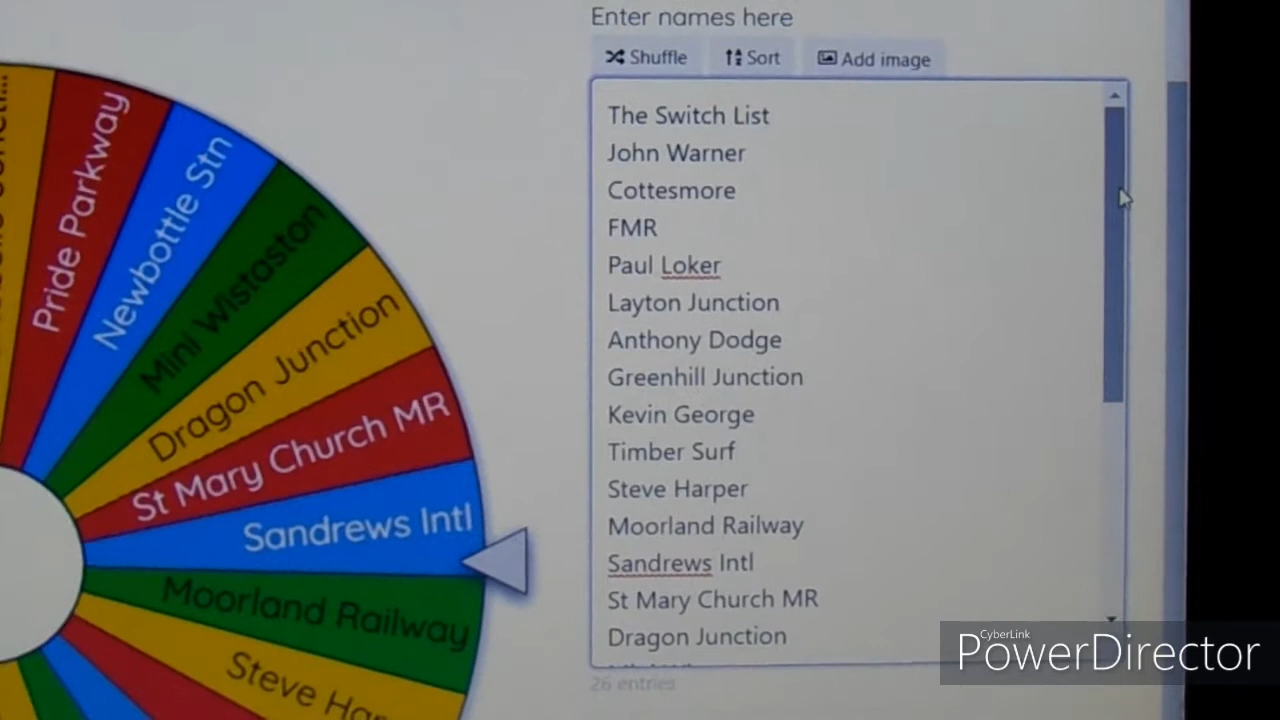 Enter names here
Shuffle
Sort
Add image
The Switch List
John Warner
Cottesmore
FMR
Paul Loker
Layton Junction
Anthony Dodge
Greenhill Junction
Kevin George
Timber Surf
Steve Harper
Moorland Railway
Sandrews Intl
St Mary Church MR
Dragon Junction
26 entries
Pride Parkway
Newbottle Stn
Mini Wistaston
Dragon Junction
St Mary Church MR
Sandrews Intl
Moorland Railway
Steve Har
CyberLink
PowerDirector